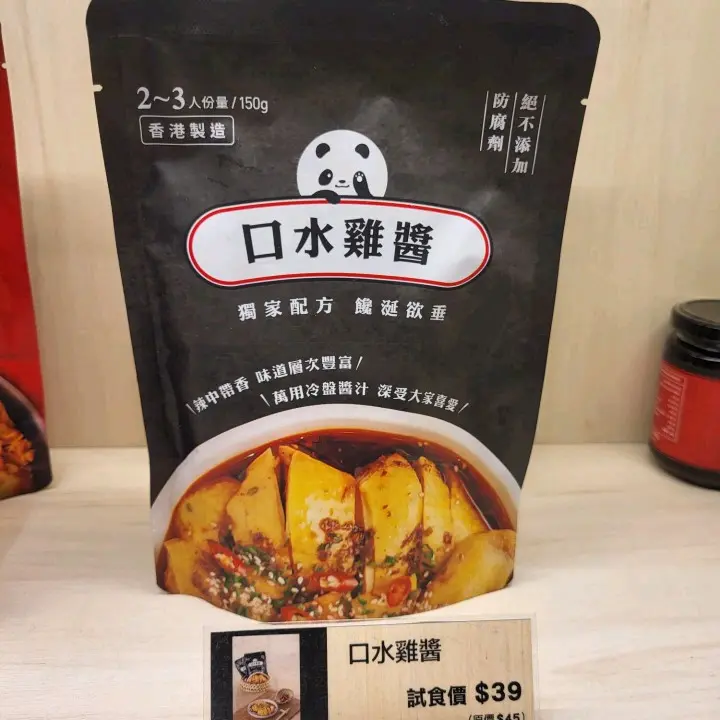 2~3人份量/150g
香港製造
絕不添加
防腐劑
口水雞醬
獨家配方 饞涎欲垂
辣中帶香 味道層次豐富
萬用冷盤醬汁 深受大家喜愛
口水雞醬
試食價 $39
(原價$45)